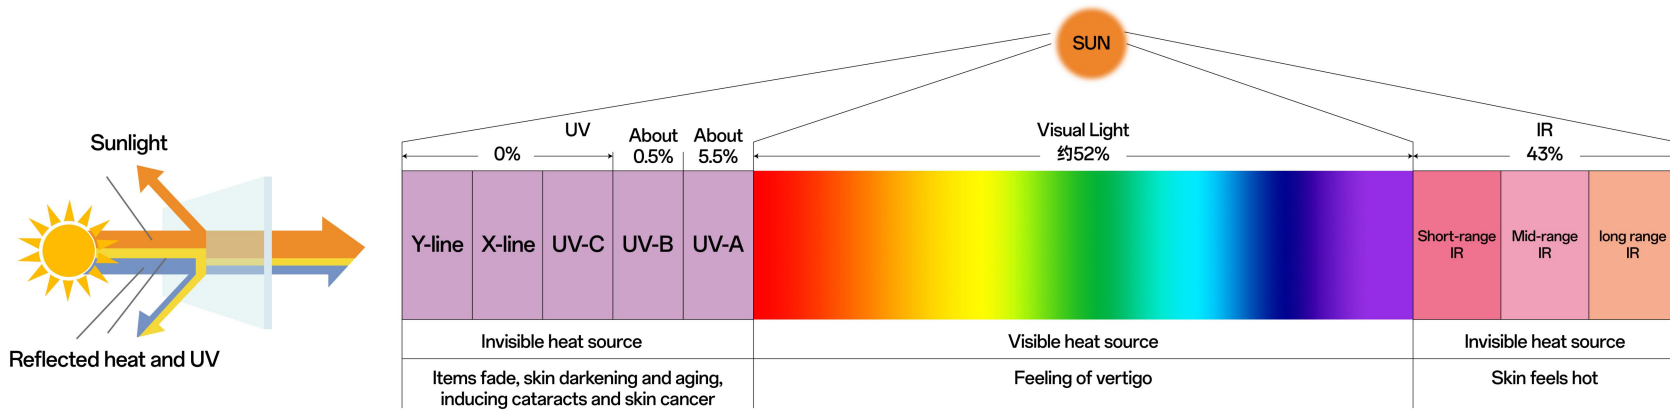 SUN
Sunlight
Reflected heat and UV
UV
0%
About
0.5%
About
5.5%
Visual Light
约52%
IR
43%
Y-line
X-line
UV-C
UV-B
UV-A
Short-range
IR
Mid-range
IR
long range
IR
Invisible heat source
Visible heat source
Invisible heat source
Items fade, skin darkening and aging,
inducing cataracts and skin cancer
Feeling of vertigo
Skin feels hot